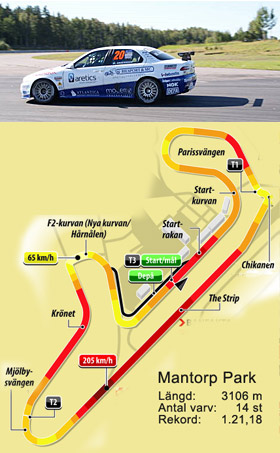 20
aretics
Parissvängen
T1
Start-
kurvan
F2-kurvan (Nya kurvan/
Hårnålen)
Start-
rakan
65 km/h
T3
Start/mål
Depå
Chikanen
The Strip
Krönet
E
205 km/h
Mjölby-
svängen
T2
Mantorp Park
Längd: 3106 m
Antal varv: 14 st
Rekord: 1.21,18